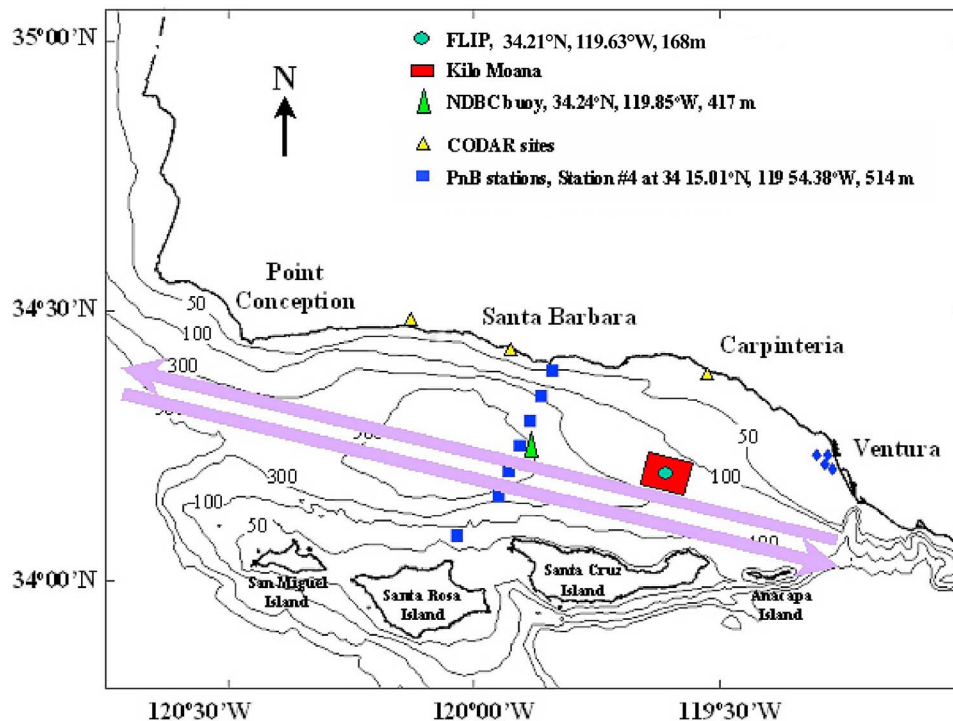 35°00'N
FLIP, 34.21°N, 119.63°W, 168m
Kilo Moana
N
NDBC buoy, 34.24°N, 119.85°W, 417 m
CODAR sites
PnB stations, Station #4 at 34 15.01°N, 119 54.38°W, 514 m
Point
Conception
34°30'N
50
100
300
Santa Barbara
Carpinteria
50
100
Ventura
300
100
50
100
34°00'N
San Miguel
Island
Santa Rosa
Island
Santa Cruz
Island
Anacapa
Island
120°30'W
120°00'W
119°30'W